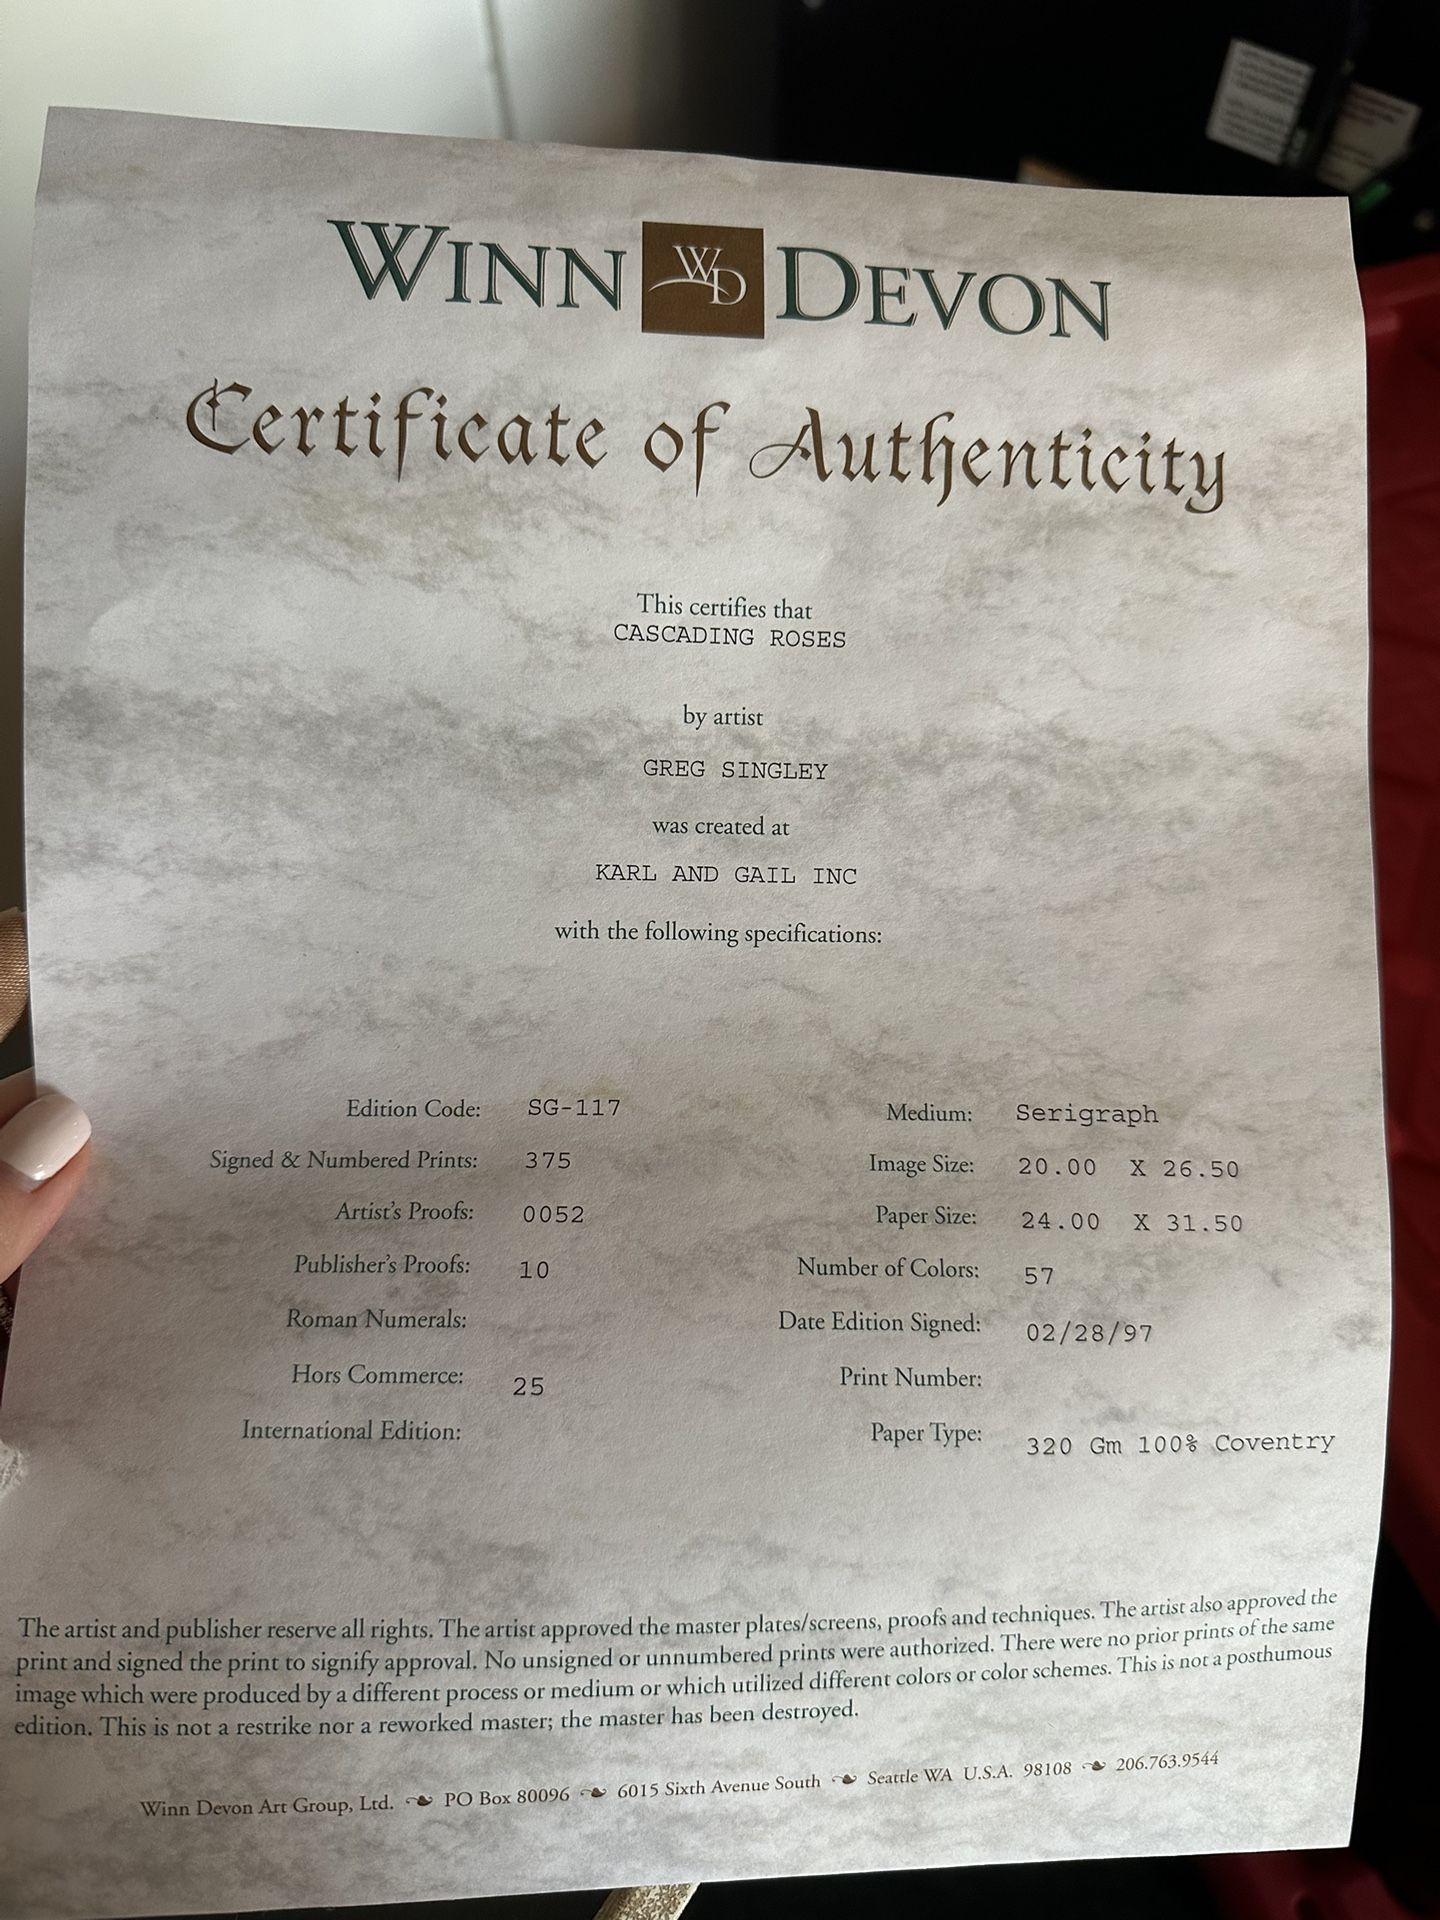 WINN WD DEVON
Certificate of Authenticity
This certifies that
CASCADING ROSES
by artist
GREG SINGLEY
was created at
KARL AND GAIL INC
with the following specifications:
Edition Code: SG-117
Signed & Numbered Prints: 375
Artist's Proofs: 0052
Publisher's Proofs: 10
Roman Numerals:
Hors Commerce: 25
International Edition:
Medium: Serigraph
Image Size: 20.00 X 26.50
Paper Size: 24.00 X 31.50
Number of Colors: 57
Date Edition Signed: 02/28/97
Print Number:
Paper Type: 320 Gm 100% Coventry
The artist and publisher reserve all rights. The artist approved the master plates/screens, proofs and techniques. The artist also approved the
print and signed the print to signify approval. No unsigned or unnumbered prints were authorized. There were no prior prints of the same
image which were produced by a different process or medium or which utilized different colors or color schemes. This is not a posthumous
edition. This is not a restrike nor a reworked master; the master has been destroyed.
Winn Devon Art Group, Ltd. PO Box 80096 6015 Sixth Avenue South Seattle WA U.S.A. 98108 206.763.9544